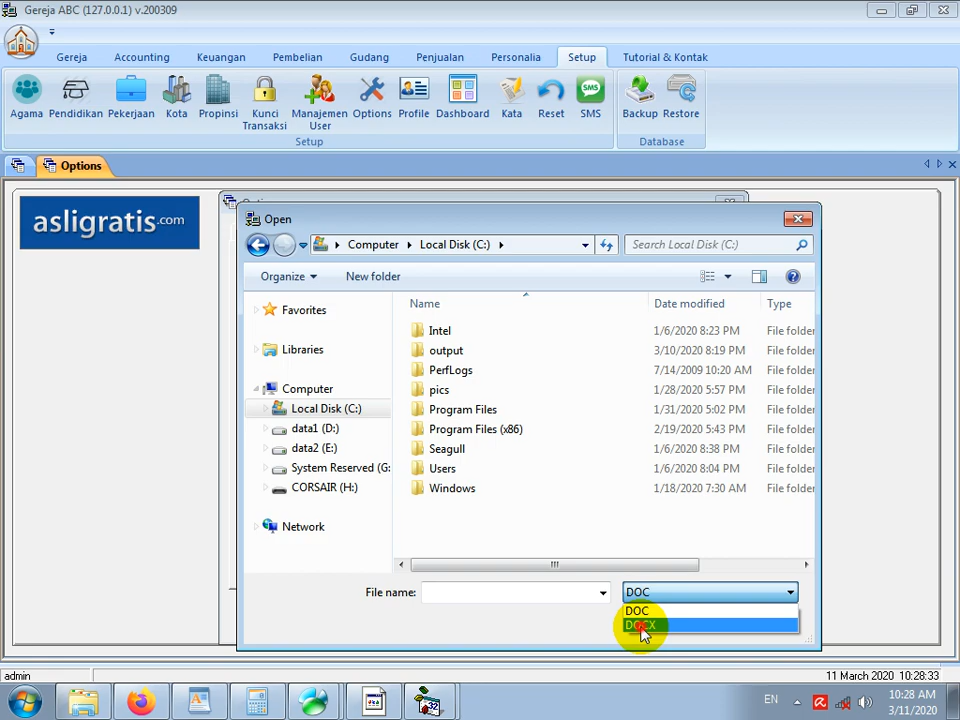 Gereja ABC (127.0.0.1) v.200309
Gereja Accounting Keuangan Pembelian Gudang Penjualan Personalia Setup Tutorial & Kontak
Agama Pendidikan Pekerjaan Kota Propinsi Kunci Transaksi Manajemen User Options Profile Dashboard Kata Reset SMS Backup Restore
Setup Database
Options
asligratis.com
Open
Computer Local Disk (C:) Search Local Disk (C:)
Organize New folder
Name Date modified Type
Favorites
Libraries
Computer
Local Disk (C:)
data1 (D:)
data2 (E:)
System Reserved (G:
CORSAIR (H:)
Network
Intel 1/6/2020 8:23 PM File folder
output 3/10/2020 8:19 PM File folder
PerfLogs 7/14/2009 10:20 AM File folder
pics 1/28/2020 5:57 PM File folder
Program Files 1/31/2020 5:02 PM File folder
Program Files (x86) 2/19/2020 5:43 PM File folder
Seagull 1/6/2020 8:38 PM File folder
Users 1/6/2020 8:04 PM File folder
Windows 1/18/2020 7:30 AM File folder
File name: DOC
DOC
DOCX
admin 11 March 2020 10:28:33
32
EN 10:28 AM
3/11/2020